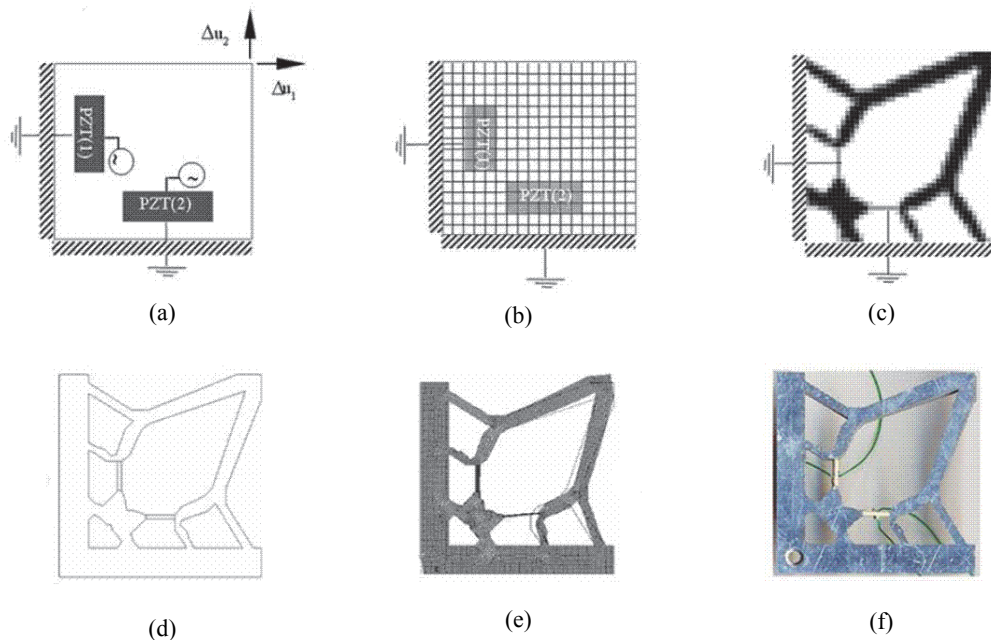 Δu2
Δu1
PZT(1)
~
~
PZT(2)
(a)
PZT(1)
PZT(2)
(b)
(c)
(d)
(e)
(f)